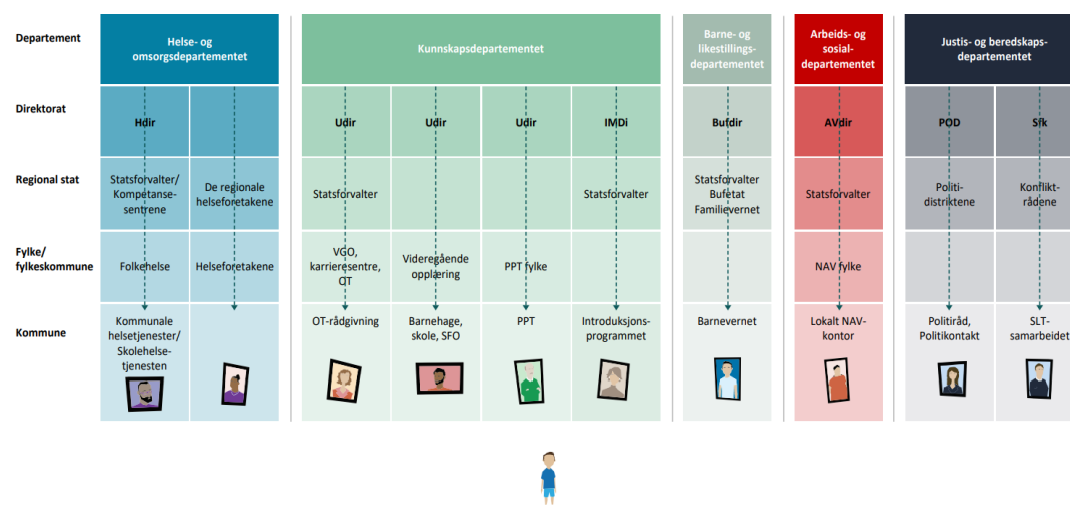 Departement
Helse- og
omsorgsdepartementet
Kunnskapsdepartementet
Barne- og
likestillings-
departementet
Arbeids- og
sosial-
departementet
Justis- og beredskaps-
departementet
Direktorat
Hdir
Udir
Udir
Udir
IMDi
Bufdir
AVdir
POD
Sfk
Regional stat
Statsforvalter/
Kompetanse-
sentrene
De regionale
helseforetakene
Statsforvalter
Statsforvalter
Statsforvalter
Bufetat
Familievernet
Statsforvalter
Politi-
distriktene
Konflikt-
rådene
Fylke/
fylkeskommune
Folkehelse
Helseforetakene
VGO,
karrieresentre,
OT
Videregående
opplæring
PPT fylke
NAV fylke
Kommune
Kommunale
helsetjenester/
Skolehelse-
tjenesten
OT-rådgivning
Barnehage,
skole, SFO
PPT
Introduksjons-
programmet
Barnevernet
Lokalt NAV-
kontor
Politiråd,
Politikontakt
SLT-
samarbeidet